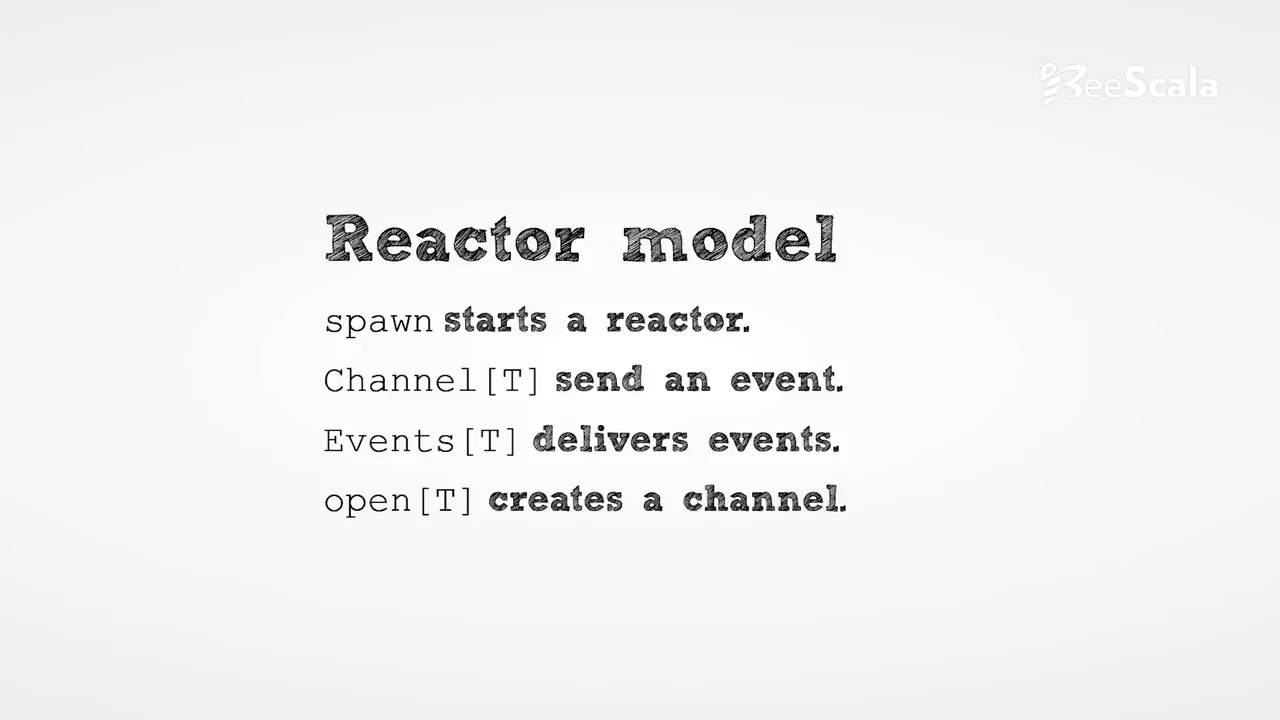 BeeScala
Reactor model
spawn starts a reactor.
Channel[T] send an event.
Events[T] delivers events.
open[T] creates a channel.